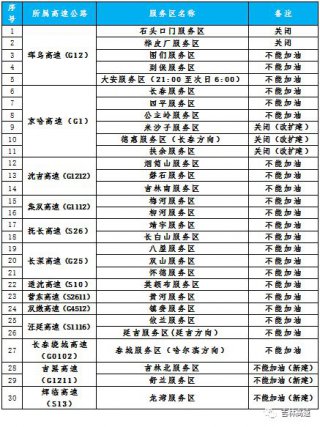 序号 所属高速公路 服务区名称 备注
1 珲乌高速（G12） 石头口门服务区 关闭
2 桦皮厂服务区 关闭
3 图们服务区 不能加油
4 到保服务区 不能加油
5 大安服务区（21:00至次日6:00） 不能加油
6 京哈高速（G1） 长春服务区 不能加油
7 四平服务区 不能加油
8 公主岭服务区 不能加油
9 米沙子服务区 关闭（改扩建）
10 德惠服务区（长春方向） 关闭（改扩建）
11 扶余服务区 关闭（改扩建）
12 沈吉高速（G1212） 烟筒山服务区 不能加油
13 磐石服务区 不能加油
14 吉林南服务区 不能加油
15 集双高速（G1112） 梅河服务区 不能加油
16 柳河服务区 不能加油
17 抚长高速（S26） 靖宇服务区 不能加油
18 长白山服务区 不能加油
19 长深高速（G25） 八屋服务区 不能加油
20 双山服务区 不能加油
21 怀德服务区 不能加油
22 通沈高速（S10） 英额布服务区 不能加油
23 营东高速（S2611） 黄河服务区 不能加油
24 双嫩高速（G4512） 镇赉服务区 不能加油
25 汪延高速（S1116） 依兰服务区 不能加油
26 延吉服务区（延吉方向） 不能加油
27 长春绕城高速（G0102） 春城服务区（哈尔滨方向） 不能加油
28 吉黑高速（G1211） 吉林北服务区 不能加油（新建）
29 舒兰服务区 不能加油（新建）
30 辉临高速（S13） 龙湾服务区 不能加油（新建）
吉林高速